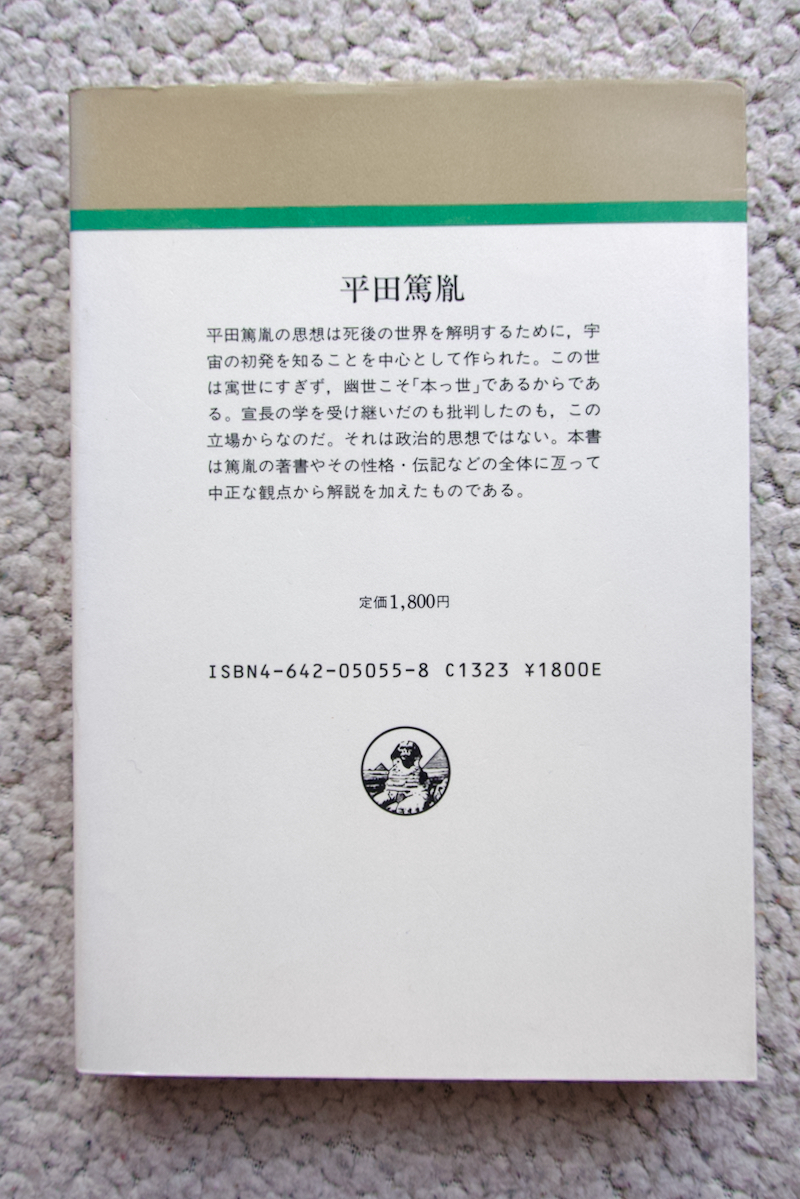 平田篤胤
平田篤胤の思想は死後の世界を解明するために，宇
宙の初発を知ることを中心として作られた。この世
は寓世にすぎず，幽世こそ「本っ世」であるからであ
る。宣長の学を受け継いだのも批判したのも，この
立場からなのだ。それは政治的思想ではない。本書
は篤胤の著書やその性格・伝記などの全体に亙って
中正な観点から解説を加えたものである。
定価1,800円
ISBN4-642-05055-8 C1323 ¥1800E